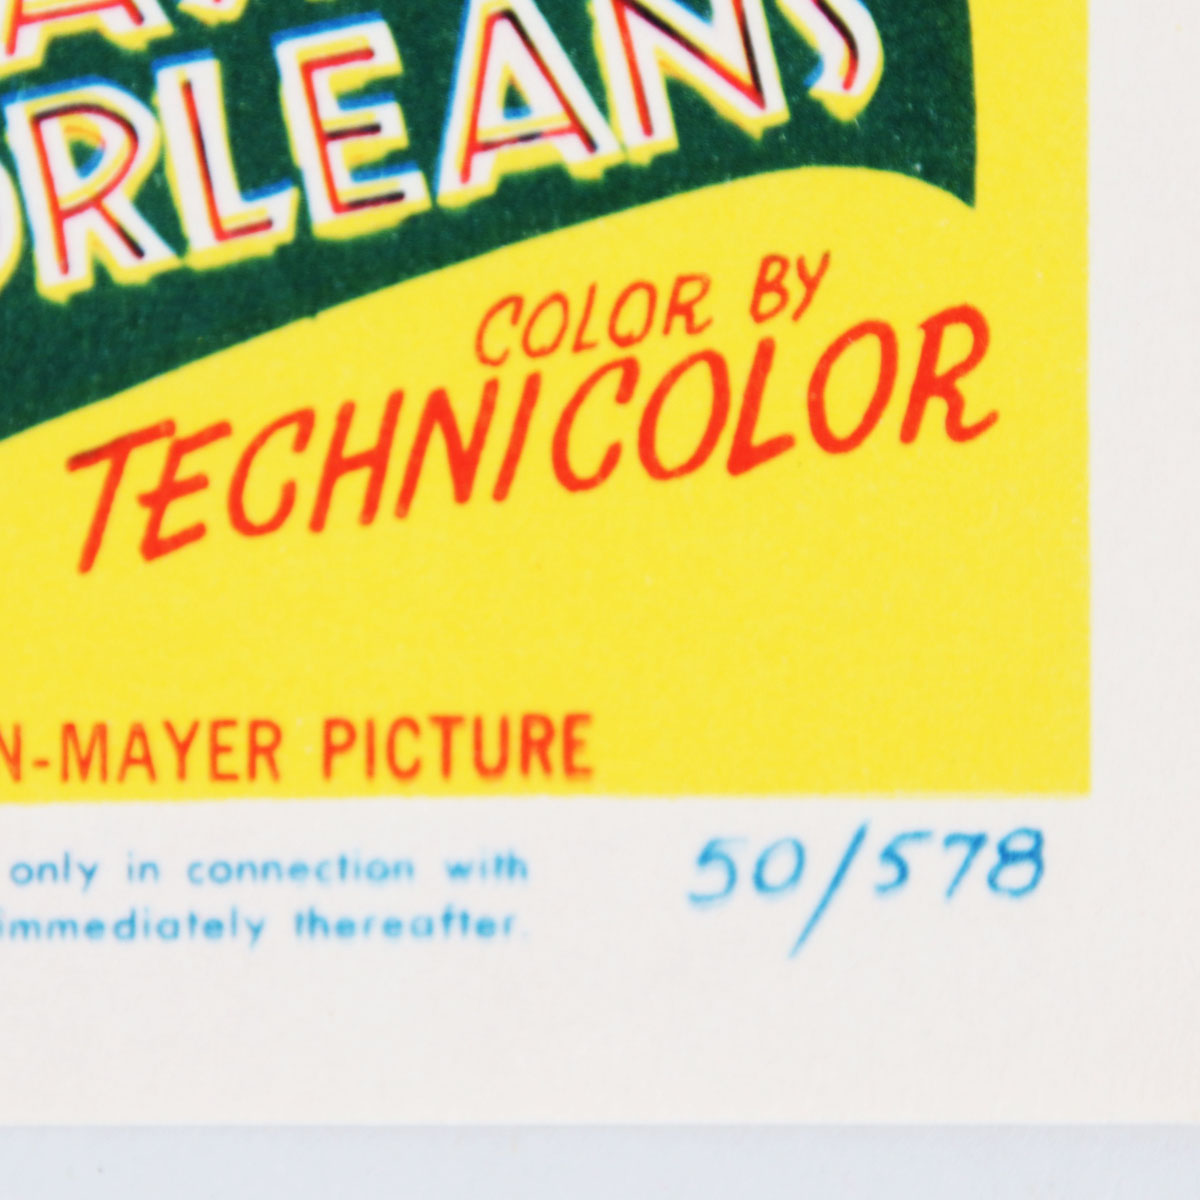 ORLEANS
COLOR BY
TECHNICOLOR
N-MAYER PICTURE
only in connection with
immediately thereafter.
50/578